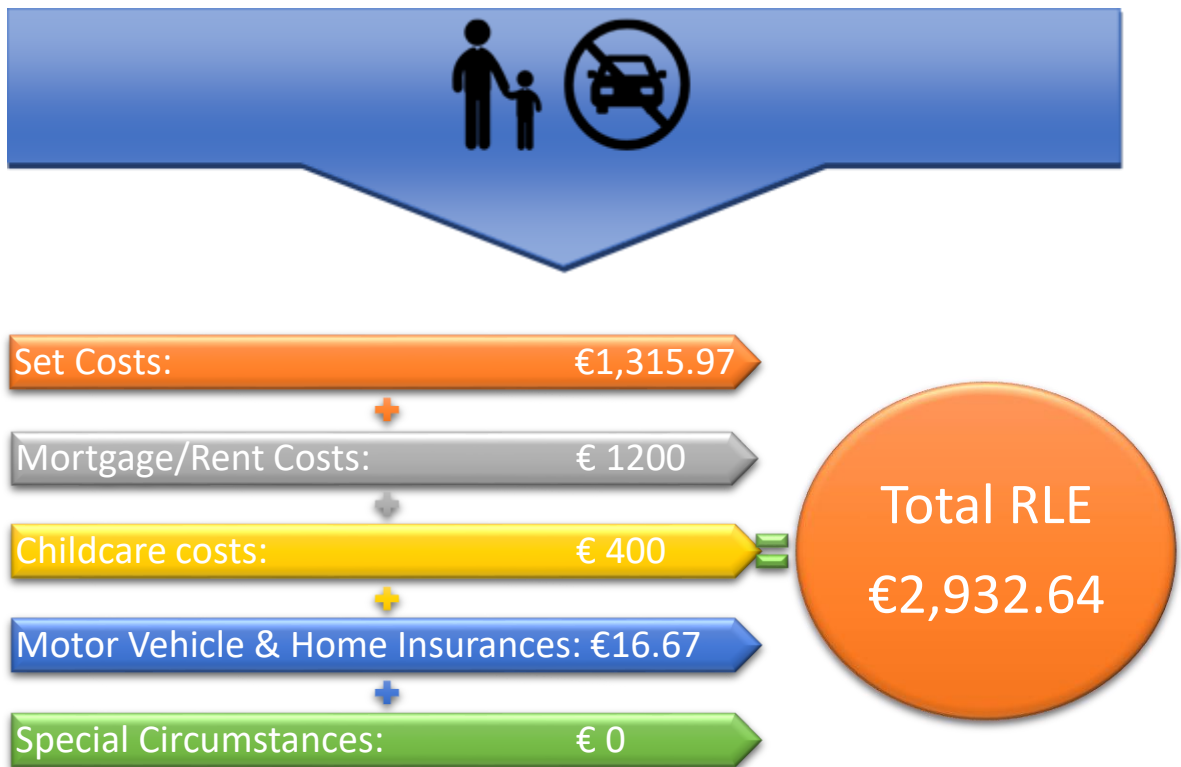 Set Costs: €1,315.97
Mortgage/Rent Costs: € 1200
Childcare costs: € 400
Motor Vehicle & Home Insurances: €16.67
Special Circumstances: € 0
Total RLE
€2,932.64